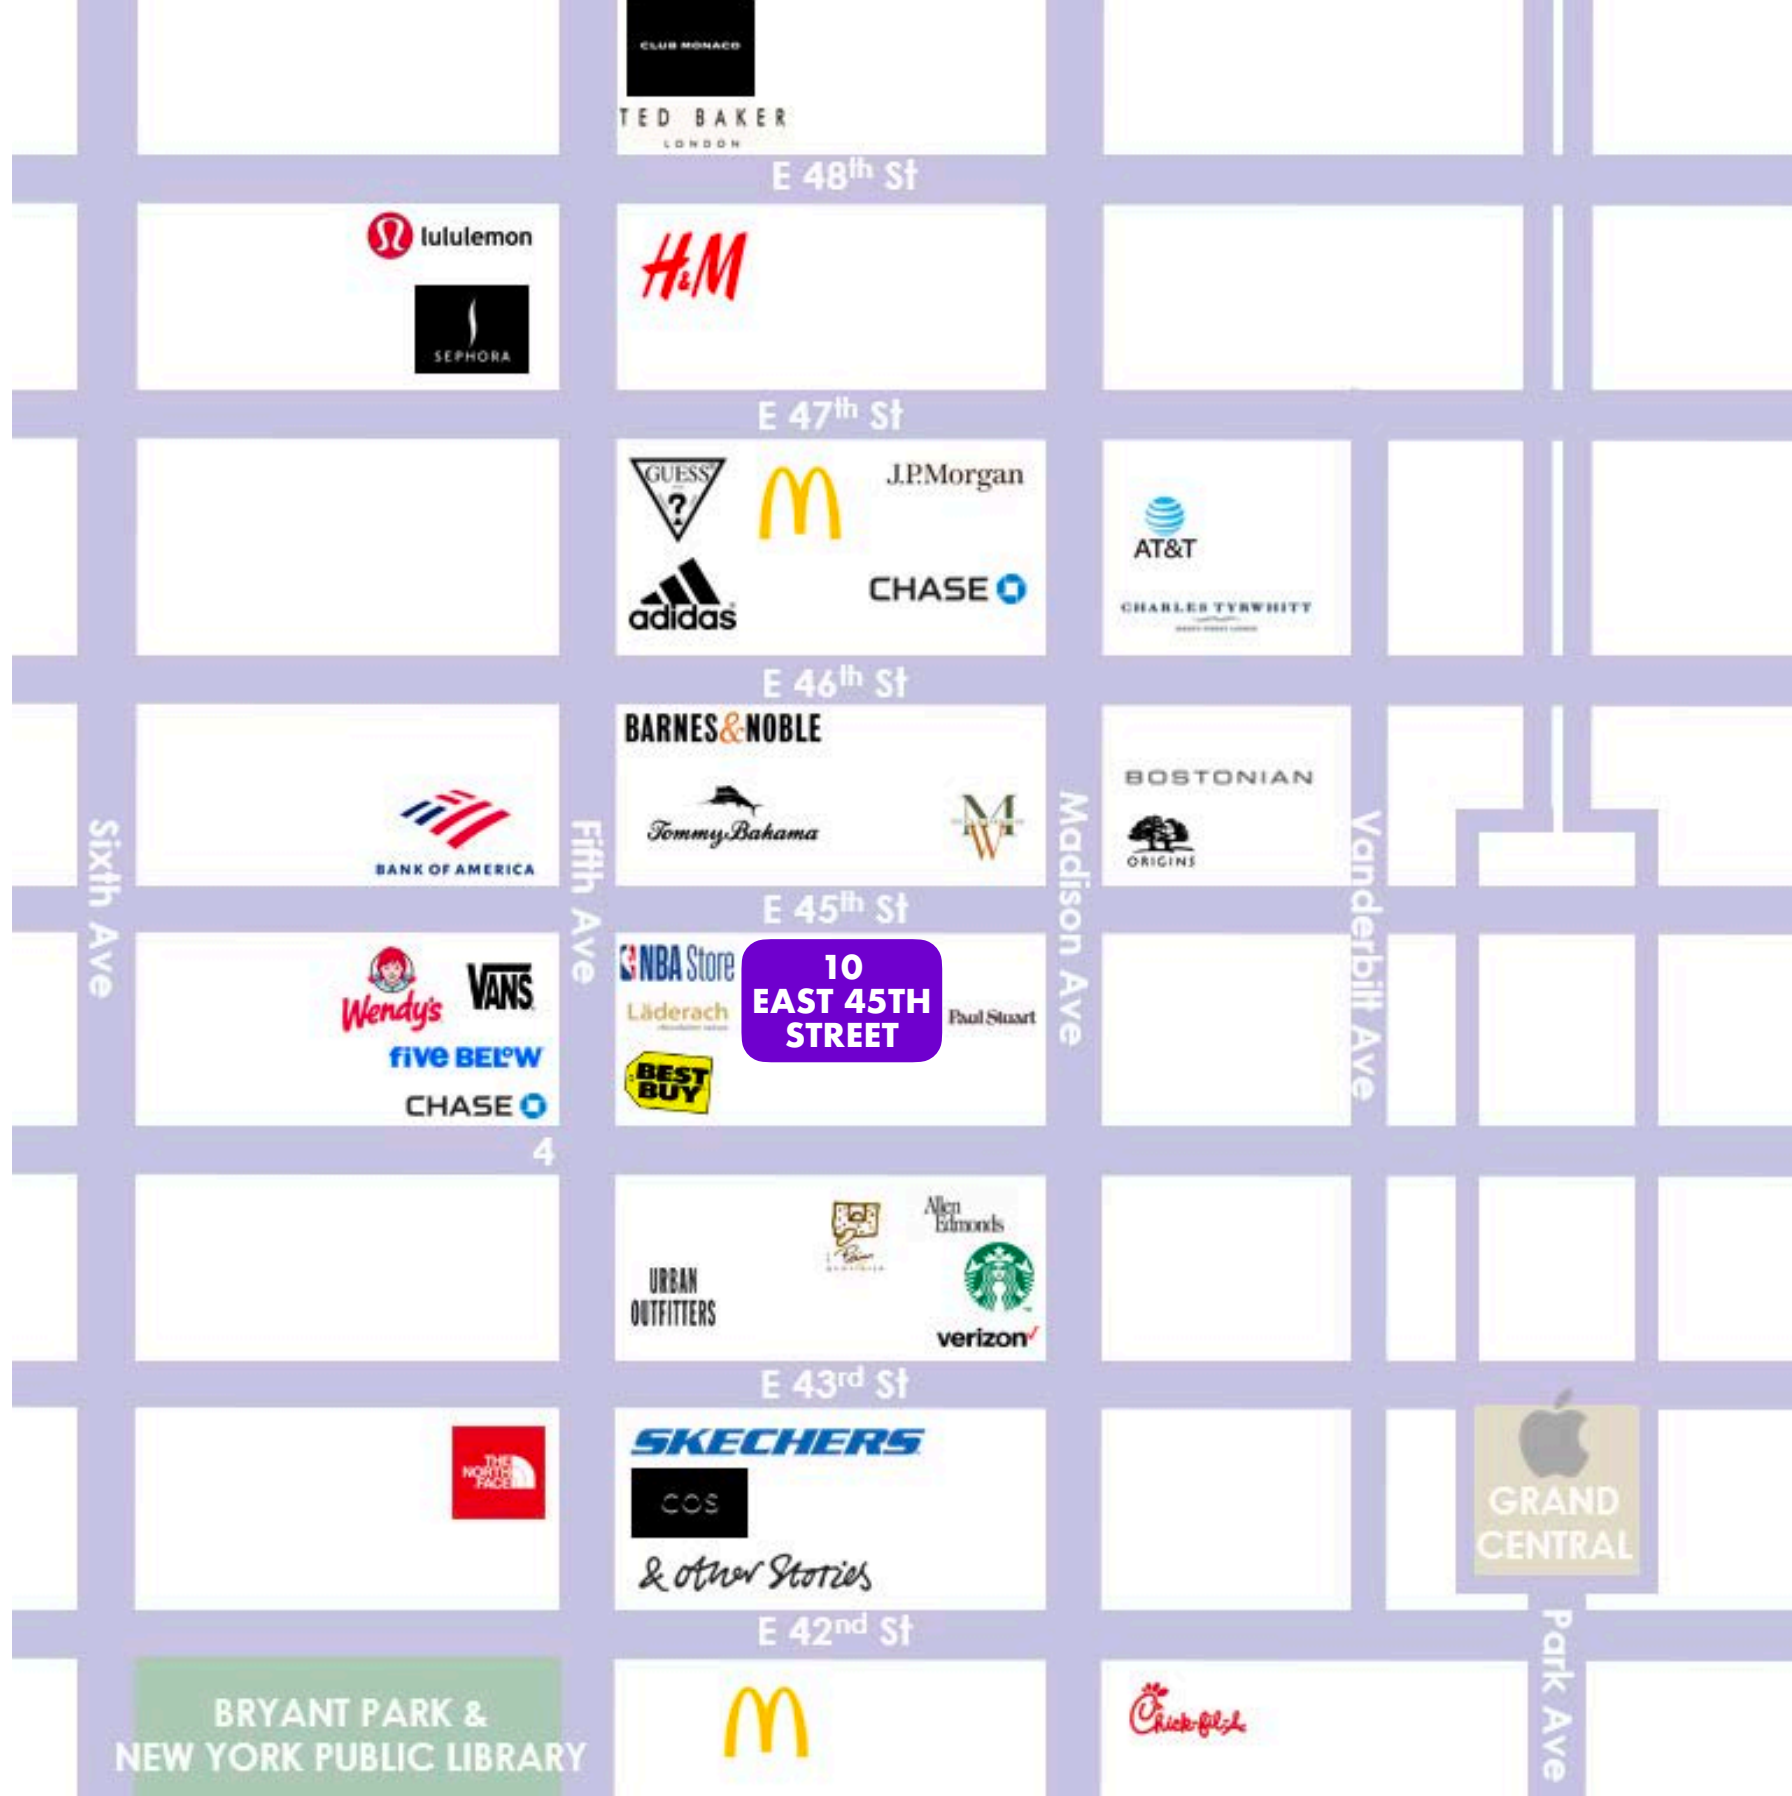 CLUB MONACO
TED BAKER
LONDON
E 48th St
lululemon
SEPHORA
H&M
E 47th St
GUESS
?
J.P.Morgan
adidas
CHASE
AT&T
CHARLES TYRWHITT
E 46th St
BARNES&NOBLE
Tommy Bahama
MW
BOSTONIAN
ORIGINS
BANK OF AMERICA
Sixth Ave
Fifth Ave
Madison Ave
Vanderbilt Ave
E 45th St
Wendy's
VANS
five BELOW
CHASE
NBA Store
Läderach
BEST
BUY
10
EAST 45TH
STREET
Paul Stuart
4
URBAN
OUTFITTERS
Allen
Edmonds
verizon
E 43rd St
THE
NORTH
FACE
SKECHERS
COS
& other Stories
GRAND
CENTRAL
E 42nd St
Park Ave
BRYANT PARK &
NEW YORK PUBLIC LIBRARY
Chick-fil-A